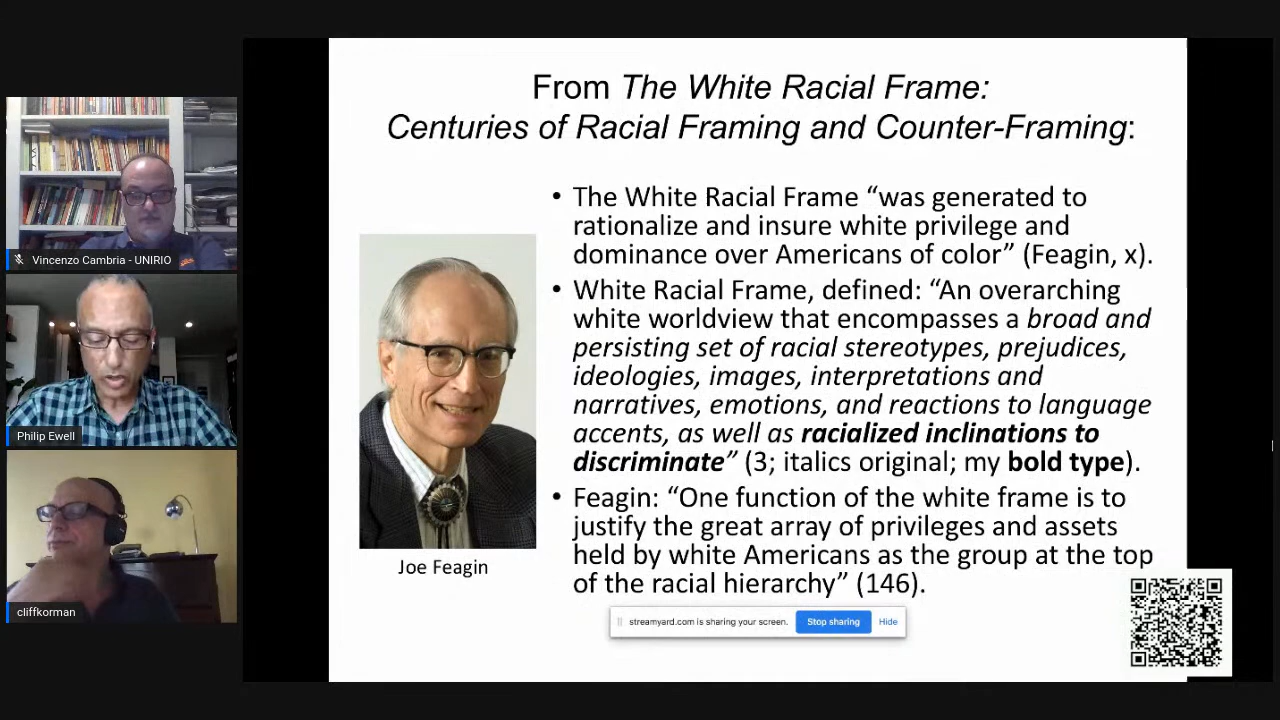 From The White Racial Frame:
Centuries of Racial Framing and Counter-Framing:
• The White Racial Frame “was generated to
rationalize and insure white privilege and
dominance over Americans of color” (Feagin, x).
• White Racial Frame, defined: “An overarching
white worldview that encompasses a broad and
persisting set of racial stereotypes, prejudices,
ideologies, images, interpretations and
narratives, emotions, and reactions to language
accents, as well as racialized inclinations to
discriminate” (3; italics original; my bold type).
• Feagin: “One function of the white frame is to
justify the great array of privileges and assets
held by white Americans as the group at the top
of the racial hierarchy” (146).
Joe Feagin
Vincenzo Cambria - UNIRIO
Philip Ewell
cliffkorman
streamyard.com is sharing your screen.
Stop sharing
Hide